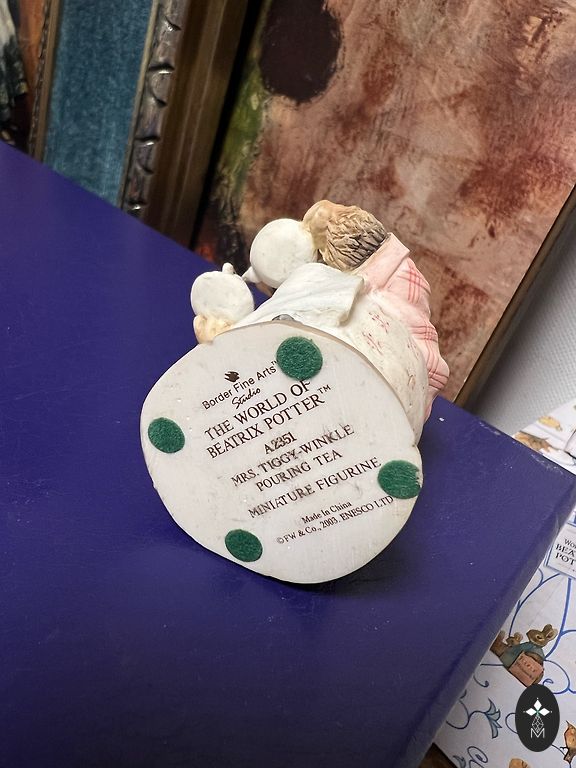 Border Fine Arts™
Studio
THE WORLD OF
BEATRIX POTTER™
A2351
MRS. TIGGY-WINKLE
POURING TEA
MINIATURE FIGURINE
Made in China
©FW & Co., 2003, ENESCO LTD